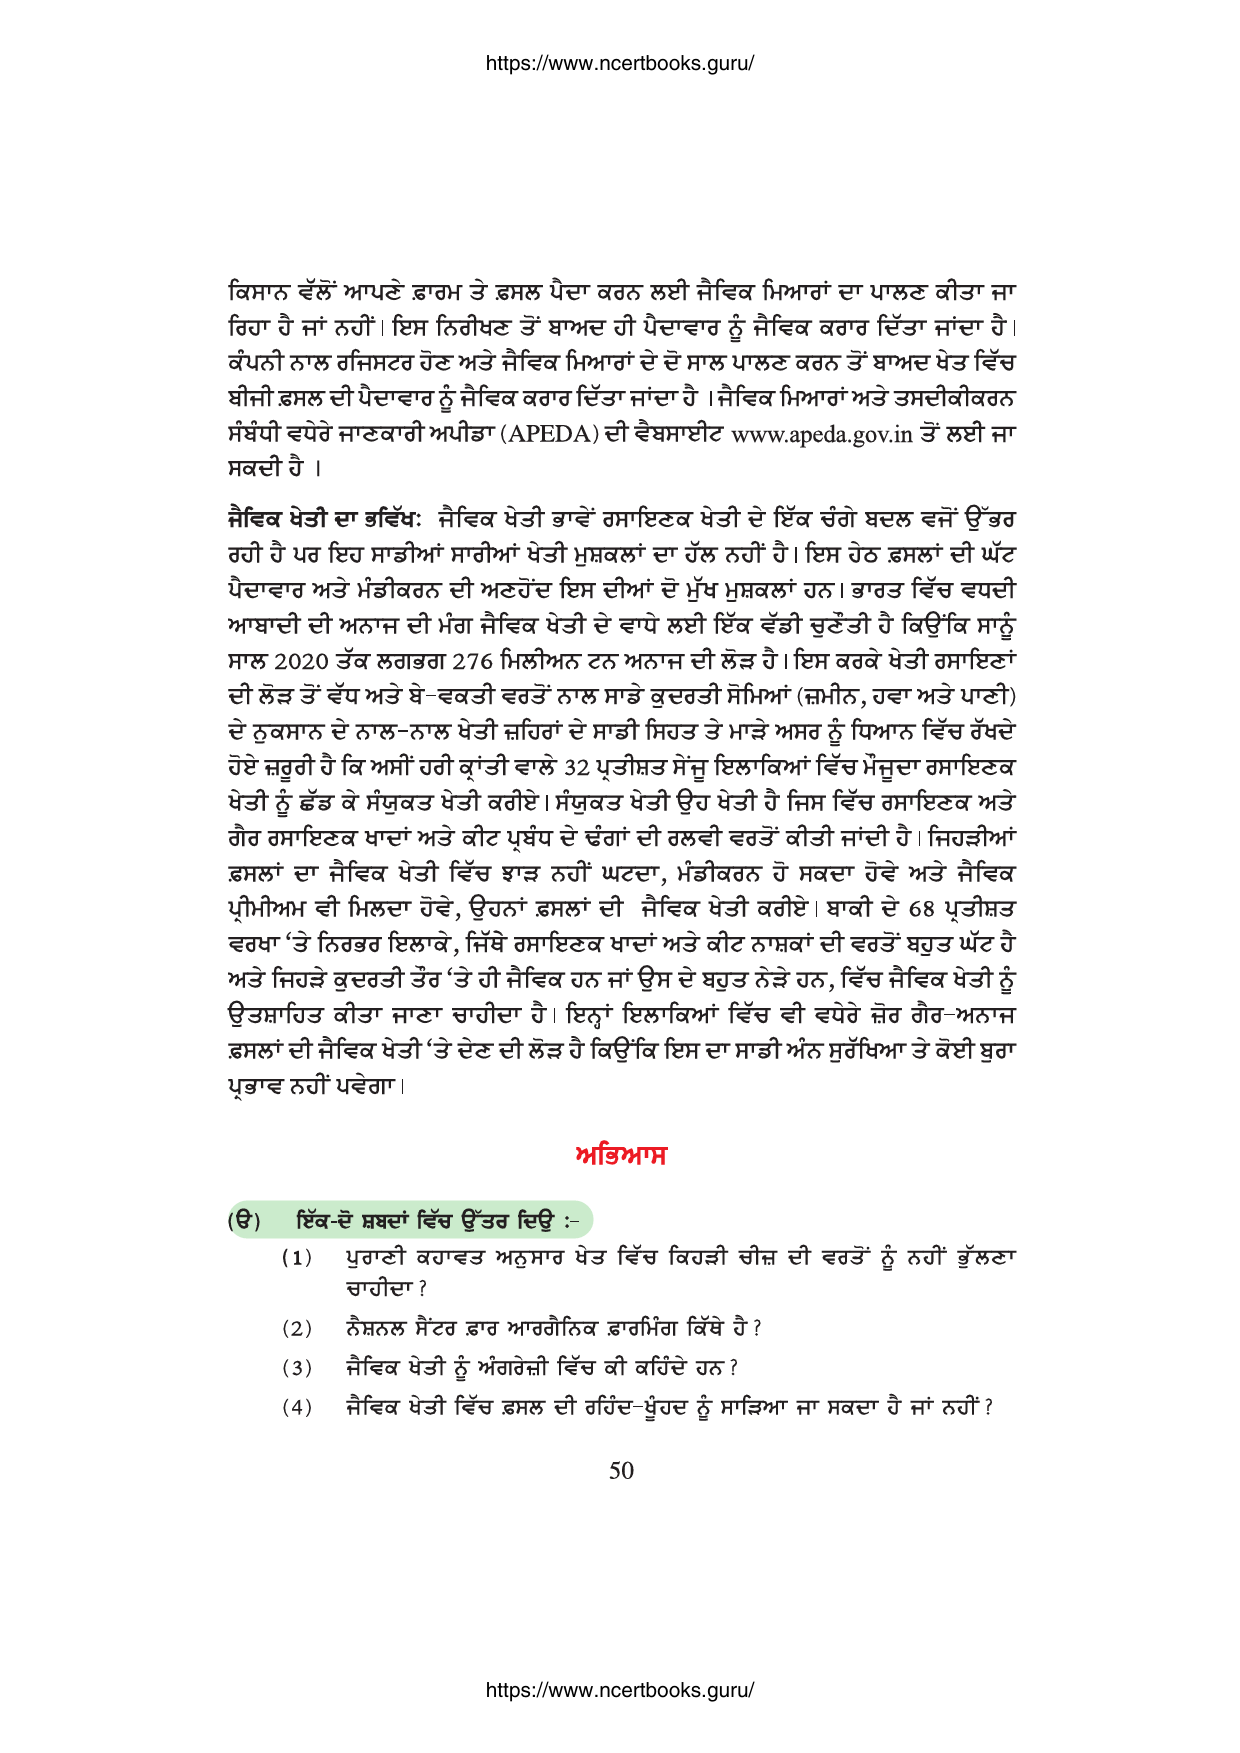 https://www.ncertbooks.guru/
ਕਿਸਾਨ ਵੱਲੋਂ ਆਪਣੇ ਫ਼ਾਰਮ ਤੇ ਫ਼ਸਲ ਪੈਦਾ ਕਰਨ ਲਈ ਜੈਵਿਕ ਮਿਆਰਾਂ ਦਾ ਪਾਲਣ ਕੀਤਾ ਜਾ
ਰਿਹਾ ਹੈ ਜਾਂ ਨਹੀਂ। ਇਸ ਨਿਰੀਖਣ ਤੋਂ ਬਾਅਦ ਹੀ ਪੈਦਾਵਾਰ ਨੂੰ ਜੈਵਿਕ ਕਰਾਰ ਦਿੱਤਾ ਜਾਂਦਾ ਹੈ।
ਕੰਪਨੀ ਨਾਲ ਰਜਿਸਟਰ ਹੋਣ ਅਤੇ ਜੈਵਿਕ ਮਿਆਰਾਂ ਦੇ ਦੋ ਸਾਲ ਪਾਲਣ ਕਰਨ ਤੋਂ ਬਾਅਦ ਖੇਤ ਵਿੱਚ
ਬੀਜੀ ਫ਼ਸਲ ਦੀ ਪੈਦਾਵਾਰ ਨੂੰ ਜੈਵਿਕ ਕਰਾਰ ਦਿੱਤਾ ਜਾਂਦਾ ਹੈ । ਜੈਵਿਕ ਮਿਆਰਾਂ ਅਤੇ ਤਸਦੀਕੀਕਰਨ
ਸੰਬੰਧੀ ਵਧੇਰੇ ਜਾਣਕਾਰੀ ਅਪੀਡਾ (APEDA) ਦੀ ਵੈਬਸਾਈਟ www.apeda.gov.in ਤੋਂ ਲਈ ਜਾ
ਸਕਦੀ ਹੈ ।
ਜੈਵਿਕ ਖੇਤੀ ਦਾ ਭਵਿੱਖ: ਜੈਵਿਕ ਖੇਤੀ ਭਾਵੇਂ ਰਸਾਇਣਕ ਖੇਤੀ ਦੇ ਇੱਕ ਚੰਗੇ ਬਦਲ ਵਜੋਂ ਉੱਭਰ
ਰਹੀ ਹੈ ਪਰ ਇਹ ਸਾਡੀਆਂ ਸਾਰੀਆਂ ਖੇਤੀ ਮੁਸ਼ਕਲਾਂ ਦਾ ਹੱਲ ਨਹੀਂ ਹੈ। ਇਸ ਹੇਠ ਫ਼ਸਲਾਂ ਦੀ ਘੱਟ
ਪੈਦਾਵਾਰ ਅਤੇ ਮੰਡੀਕਰਨ ਦੀ ਅਣਹੋਂਦ ਇਸ ਦੀਆਂ ਦੋ ਮੁੱਖ ਮੁਸ਼ਕਲਾਂ ਹਨ। ਭਾਰਤ ਵਿੱਚ ਵਧਦੀ
ਆਬਾਦੀ ਦੀ ਅਨਾਜ ਦੀ ਮੰਗ ਜੈਵਿਕ ਖੇਤੀ ਦੇ ਵਾਧੇ ਲਈ ਇੱਕ ਵੱਡੀ ਚੁਣੌਤੀ ਹੈ ਕਿਉਂਕਿ ਸਾਨੂੰ
ਸਾਲ 2020 ਤੱਕ ਲਗਭਗ 276 ਮਿਲੀਅਨ ਟਨ ਅਨਾਜ ਦੀ ਲੋੜ ਹੈ। ਇਸ ਕਰਕੇ ਖੇਤੀ ਰਸਾਇਣਾਂ
ਦੀ ਲੋੜ ਤੋਂ ਵੱਧ ਅਤੇ ਬੇ-ਵਕਤੀ ਵਰਤੋਂ ਨਾਲ ਸਾਡੇ ਕੁਦਰਤੀ ਸੋਮਿਆਂ (ਜ਼ਮੀਨ, ਹਵਾ ਅਤੇ ਪਾਣੀ)
ਦੇ ਨੁਕਸਾਨ ਦੇ ਨਾਲ-ਨਾਲ ਖੇਤੀ ਜ਼ਹਿਰਾਂ ਦੇ ਸਾਡੀ ਸਿਹਤ ਤੇ ਮਾੜੇ ਅਸਰ ਨੂੰ ਧਿਆਨ ਵਿੱਚ ਰੱਖਦੇ
ਹੋਏ ਜ਼ਰੂਰੀ ਹੈ ਕਿ ਅਸੀਂ ਹਰੀ ਕ੍ਰਾਂਤੀ ਵਾਲੇ 32 ਪ੍ਰਤੀਸ਼ਤ ਸੇਂਜੂ ਇਲਾਕਿਆਂ ਵਿੱਚ ਮੌਜੂਦਾ ਰਸਾਇਣਕ
ਖੇਤੀ ਨੂੰ ਛੱਡ ਕੇ ਸੰਯੁਕਤ ਖੇਤੀ ਕਰੀਏ। ਸੰਯੁਕਤ ਖੇਤੀ ਉਹ ਖੇਤੀ ਹੈ ਜਿਸ ਵਿੱਚ ਰਸਾਇਣਕ ਅਤੇ
ਗੈਰ ਰਸਾਇਣਕ ਖਾਦਾਂ ਅਤੇ ਕੀਟ ਪ੍ਰਬੰਧ ਦੇ ਢੰਗਾਂ ਦੀ ਰਲਵੀ ਵਰਤੋਂ ਕੀਤੀ ਜਾਂਦੀ ਹੈ। ਜਿਹੜੀਆਂ
ਫ਼ਸਲਾਂ ਦਾ ਜੈਵਿਕ ਖੇਤੀ ਵਿੱਚ ਝਾੜ ਨਹੀਂ ਘਟਦਾ, ਮੰਡੀਕਰਨ ਹੋ ਸਕਦਾ ਹੋਵੇ ਅਤੇ ਜੈਵਿਕ
ਪ੍ਰੀਮੀਅਮ ਵੀ ਮਿਲਦਾ ਹੋਵੇ, ਉਹਨਾਂ ਫ਼ਸਲਾਂ ਦੀ ਜੈਵਿਕ ਖੇਤੀ ਕਰੀਏ। ਬਾਕੀ ਦੇ 68 ਪ੍ਰਤੀਸ਼ਤ
ਵਰਖਾ ‘ਤੇ ਨਿਰਭਰ ਇਲਾਕੇ, ਜਿੱਥੇ ਰਸਾਇਣਕ ਖਾਦਾਂ ਅਤੇ ਕੀਟ ਨਾਸ਼ਕਾਂ ਦੀ ਵਰਤੋਂ ਬਹੁਤ ਘੱਟ ਹੈ
ਅਤੇ ਜਿਹੜੇ ਕੁਦਰਤੀ ਤੌਰ ‘ਤੇ ਹੀ ਜੈਵਿਕ ਹਨ ਜਾਂ ਉਸ ਦੇ ਬਹੁਤ ਨੇੜੇ ਹਨ, ਵਿੱਚ ਜੈਵਿਕ ਖੇਤੀ ਨੂੰ
ਉਤਸ਼ਾਹਿਤ ਕੀਤਾ ਜਾਣਾ ਚਾਹੀਦਾ ਹੈ। ਇਨ੍ਹਾਂ ਇਲਾਕਿਆਂ ਵਿੱਚ ਵੀ ਵਧੇਰੇ ਜ਼ੋਰ ਗੈਰ-ਅਨਾਜ
ਫ਼ਸਲਾਂ ਦੀ ਜੈਵਿਕ ਖੇਤੀ ‘ਤੇ ਦੇਣ ਦੀ ਲੋੜ ਹੈ ਕਿਉਂਕਿ ਇਸ ਦਾ ਸਾਡੀ ਅੰਨ ਸੁਰੱਖਿਆ ਤੇ ਕੋਈ ਬੁਰਾ
ਪ੍ਰਭਾਵ ਨਹੀਂ ਪਵੇਗਾ।
ਅਭਿਆਸ
(ੳ) ਇੱਕ-ਦੋ ਸ਼ਬਦਾਂ ਵਿੱਚ ਉੱਤਰ ਦਿਉ :-
(1) ਪੁਰਾਣੀ ਕਹਾਵਤ ਅਨੁਸਾਰ ਖੇਤ ਵਿੱਚ ਕਿਹੜੀ ਚੀਜ਼ ਦੀ ਵਰਤੋਂ ਨੂੰ ਨਹੀਂ ਭੁੱਲਣਾ
ਚਾਹੀਦਾ ?
(2) ਨੈਸ਼ਨਲ ਸੈਂਟਰ ਫ਼ਾਰ ਆਰਗੈਨਿਕ ਫ਼ਾਰਮਿੰਗ ਕਿੱਥੇ ਹੈ ?
(3) ਜੈਵਿਕ ਖੇਤੀ ਨੂੰ ਅੰਗਰੇਜ਼ੀ ਵਿੱਚ ਕੀ ਕਹਿੰਦੇ ਹਨ ?
(4) ਜੈਵਿਕ ਖੇਤੀ ਵਿੱਚ ਫ਼ਸਲ ਦੀ ਰਹਿੰਦ-ਖੂੰਹਦ ਨੂੰ ਸਾੜਿਆ ਜਾ ਸਕਦਾ ਹੈ ਜਾਂ ਨਹੀਂ ?
50
https://www.ncertbooks.guru/